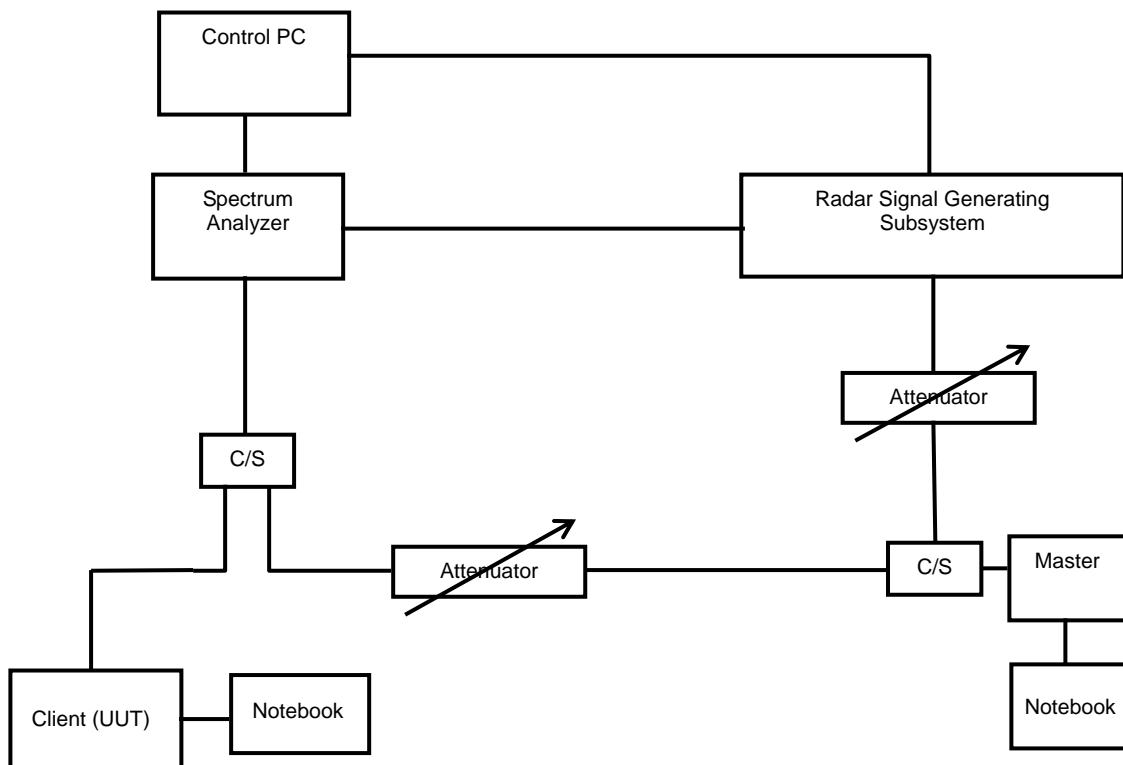 Control PC
Spectrum
Analyzer
Radar Signal Generating
Subsystem
Attenuator
C/S
Attenuator
C/S
Master
Client (UUT)
Notebook
Notebook